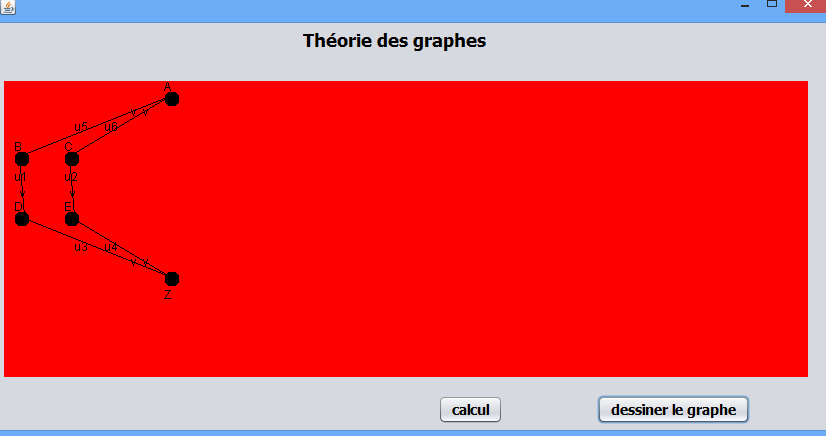 Théorie des graphes
A
u5 u6
B C
u1 u2
D E
u3 u4
Z
calcul dessiner le graphe